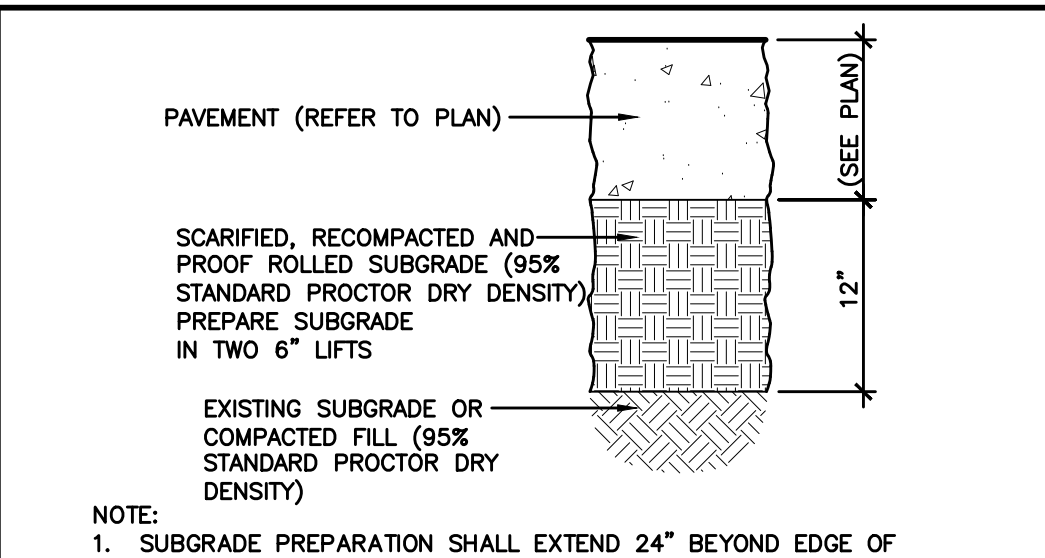 PAVEMENT (REFER TO PLAN)
(SEE PLAN)
SCARIFIED, RECOMPACTED AND
PROOF ROLLED SUBGRADE (95%
STANDARD PROCTOR DRY DENSITY)
PREPARE SUBGRADE
IN TWO 6" LIFTS
12"
EXISTING SUBGRADE OR
COMPACTED FILL (95%
STANDARD PROCTOR DRY
DENSITY)
NOTE:
1. SUBGRADE PREPARATION SHALL EXTEND 24" BEYOND EDGE OF